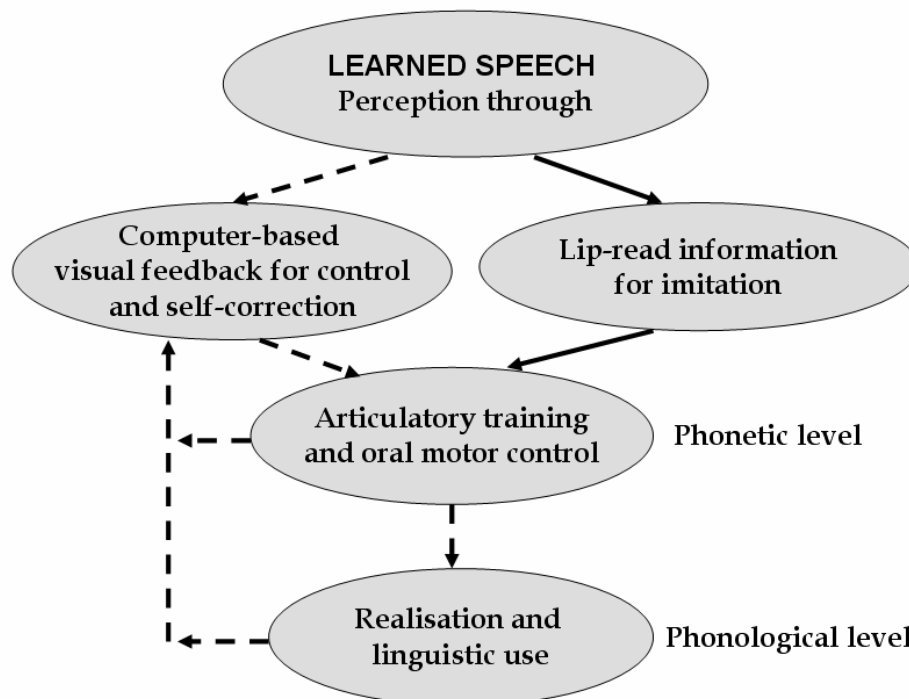 LEARNED SPEECH
Perception through
Computer-based
visual feedback for control
and self-correction
Lip-read information
for imitation
Articulatory training
and oral motor control
Phonetic level
Realisation and
linguistic use
Phonological level